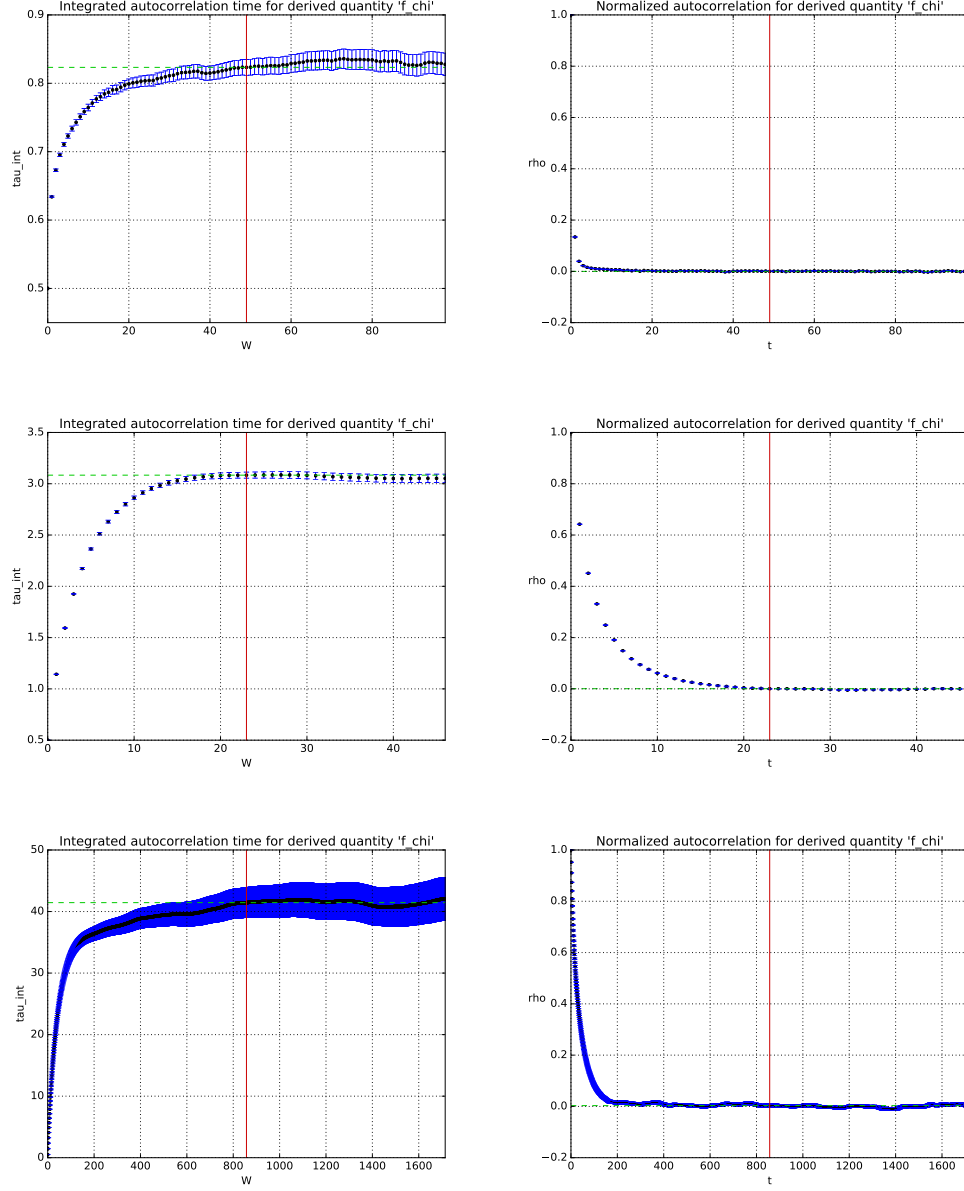 Integrated autocorrelation time for derived quantity 'f_chi'
0.9
0.8
0.7
0.6
0.5
tau_int
0 20 40 60 80
W
Normalized autocorrelation for derived quantity 'f_chi'
1.0
0.8
0.6
0.4
0.2
0.0
−0.2
rho
0 20 40 60 80
t
Integrated autocorrelation time for derived quantity 'f_chi'
3.5
3.0
2.5
2.0
1.5
1.0
0.5
tau_int
0 10 20 30 40
W
Normalized autocorrelation for derived quantity 'f_chi'
1.0
0.8
0.6
0.4
0.2
0.0
−0.2
rho
0 10 20 30 40
t
Integrated autocorrelation time for derived quantity 'f_chi'
50
40
30
20
10
0
tau_int
0 200 400 600 800 1000 1200 1400 1600
W
Normalized autocorrelation for derived quantity 'f_chi'
1.0
0.8
0.6
0.4
0.2
0.0
−0.2
rho
0 200 400 600 800 1000 1200 1400 1600
t